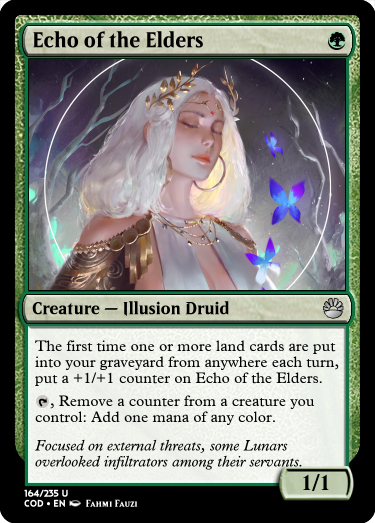 Echo of the Elders
Creature — Illusion Druid
The first time one or more land cards are put
into your graveyard from anywhere each turn,
put a +1/+1 counter on Echo of the Elders.
, Remove a counter from a creature you
control: Add one mana of any color.
Focused on external threats, some Lunars
overlooked infiltrators among their servants.
1/1
164/235 U
COD • EN Fahmi Fauzi